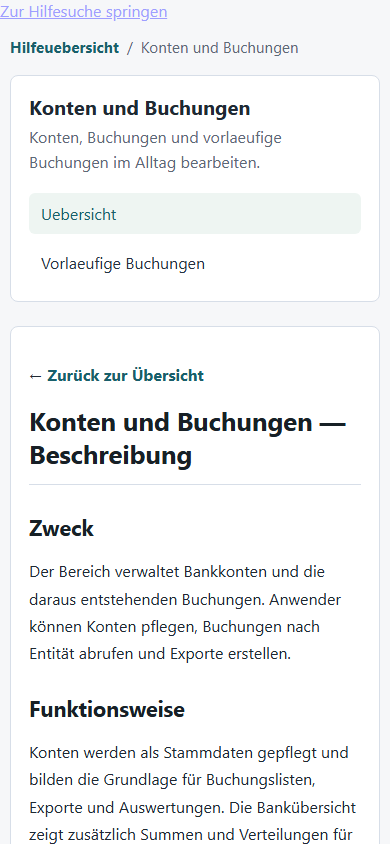 Zur Hilfesuche springen
Hilfeuebersicht / Konten und Buchungen
Konten und Buchungen
Konten, Buchungen und vorlaeufige
Buchungen im Alltag bearbeiten.
Uebersicht
Vorlaeufige Buchungen
← Zurück zur Übersicht
Konten und Buchungen —
Beschreibung
Zweck
Der Bereich verwaltet Bankkonten und die
daraus entstehenden Buchungen. Anwender
können Konten pflegen, Buchungen nach
Entität abrufen und Exporte erstellen.
Funktionsweise
Konten werden als Stammdaten gepflegt und
bilden die Grundlage für Buchungslisten,
Exporte und Auswertungen. Die Bankübersicht
zeigt zusätzlich Summen und Verteilungen für